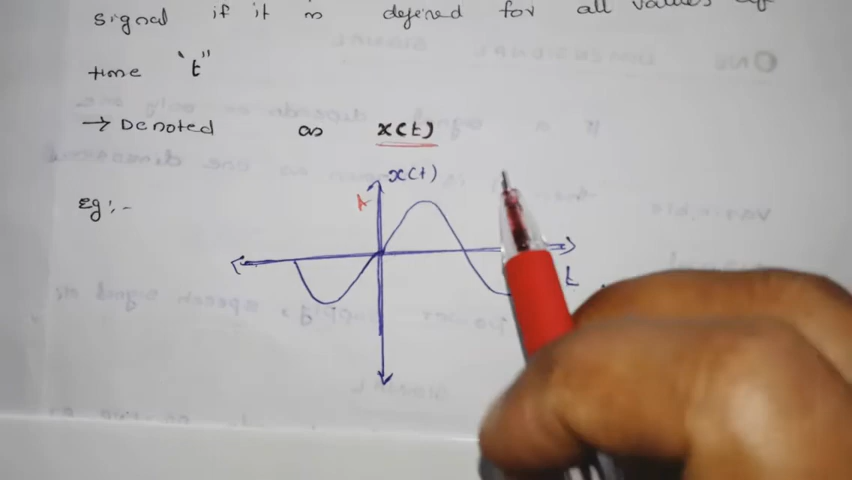 signal if it is defined for all values of
time "t"
→ Denoted as x(t)
x(t)
Eg:-
A
t